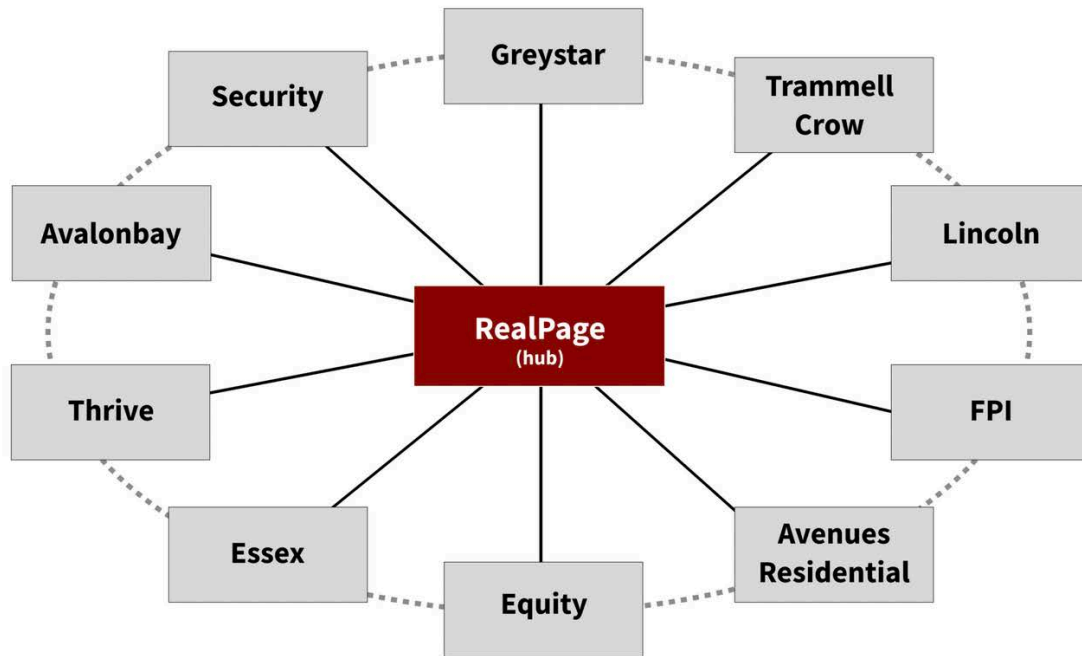 Greystar
Security
Trammell
Crow
Avalonbay
Lincoln
RealPage
(hub)
Thrive
FPI
Essex
Avenues
Residential
Equity